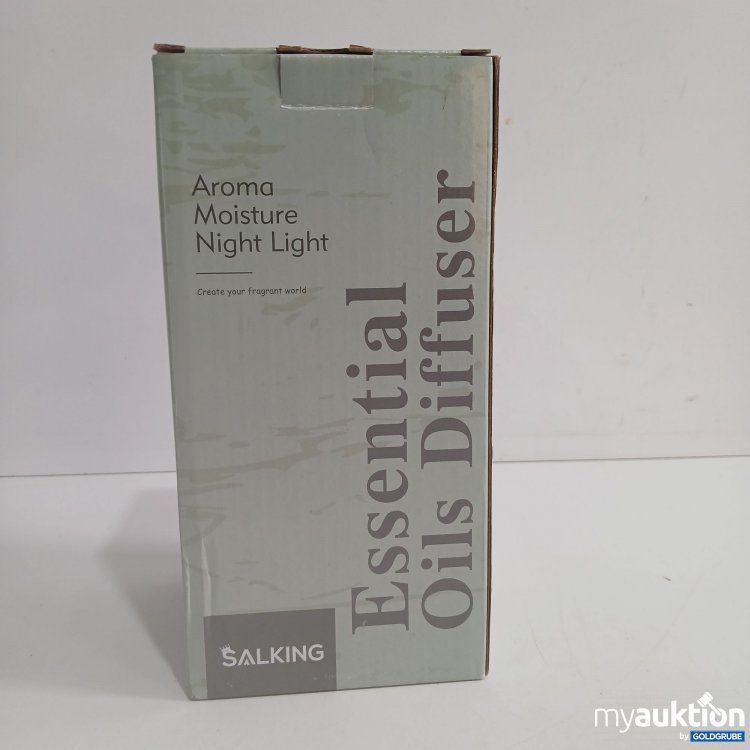 Aroma
Moisture
Night Light
Create your fragrant world
Essential
Oils Diffuser
SALKING
myauktion
by GOLDGRUBE